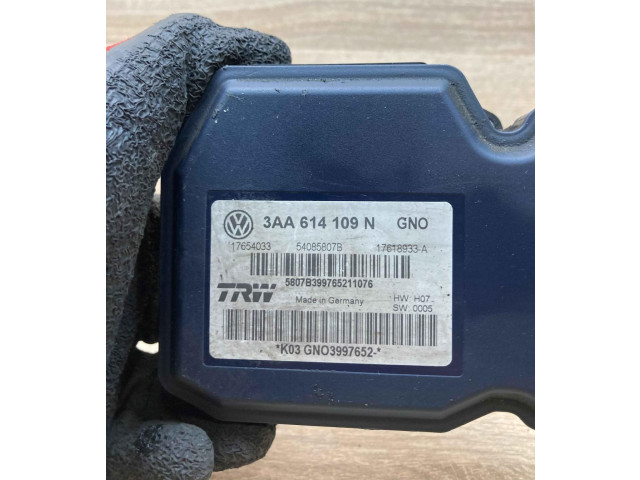 3AA 614 109 N GNO
17654033 54085807B 17618933-A
5807B399765211076
TRW Made in Germany HW H07
SW: 0005
*K03 GNO3997652-*